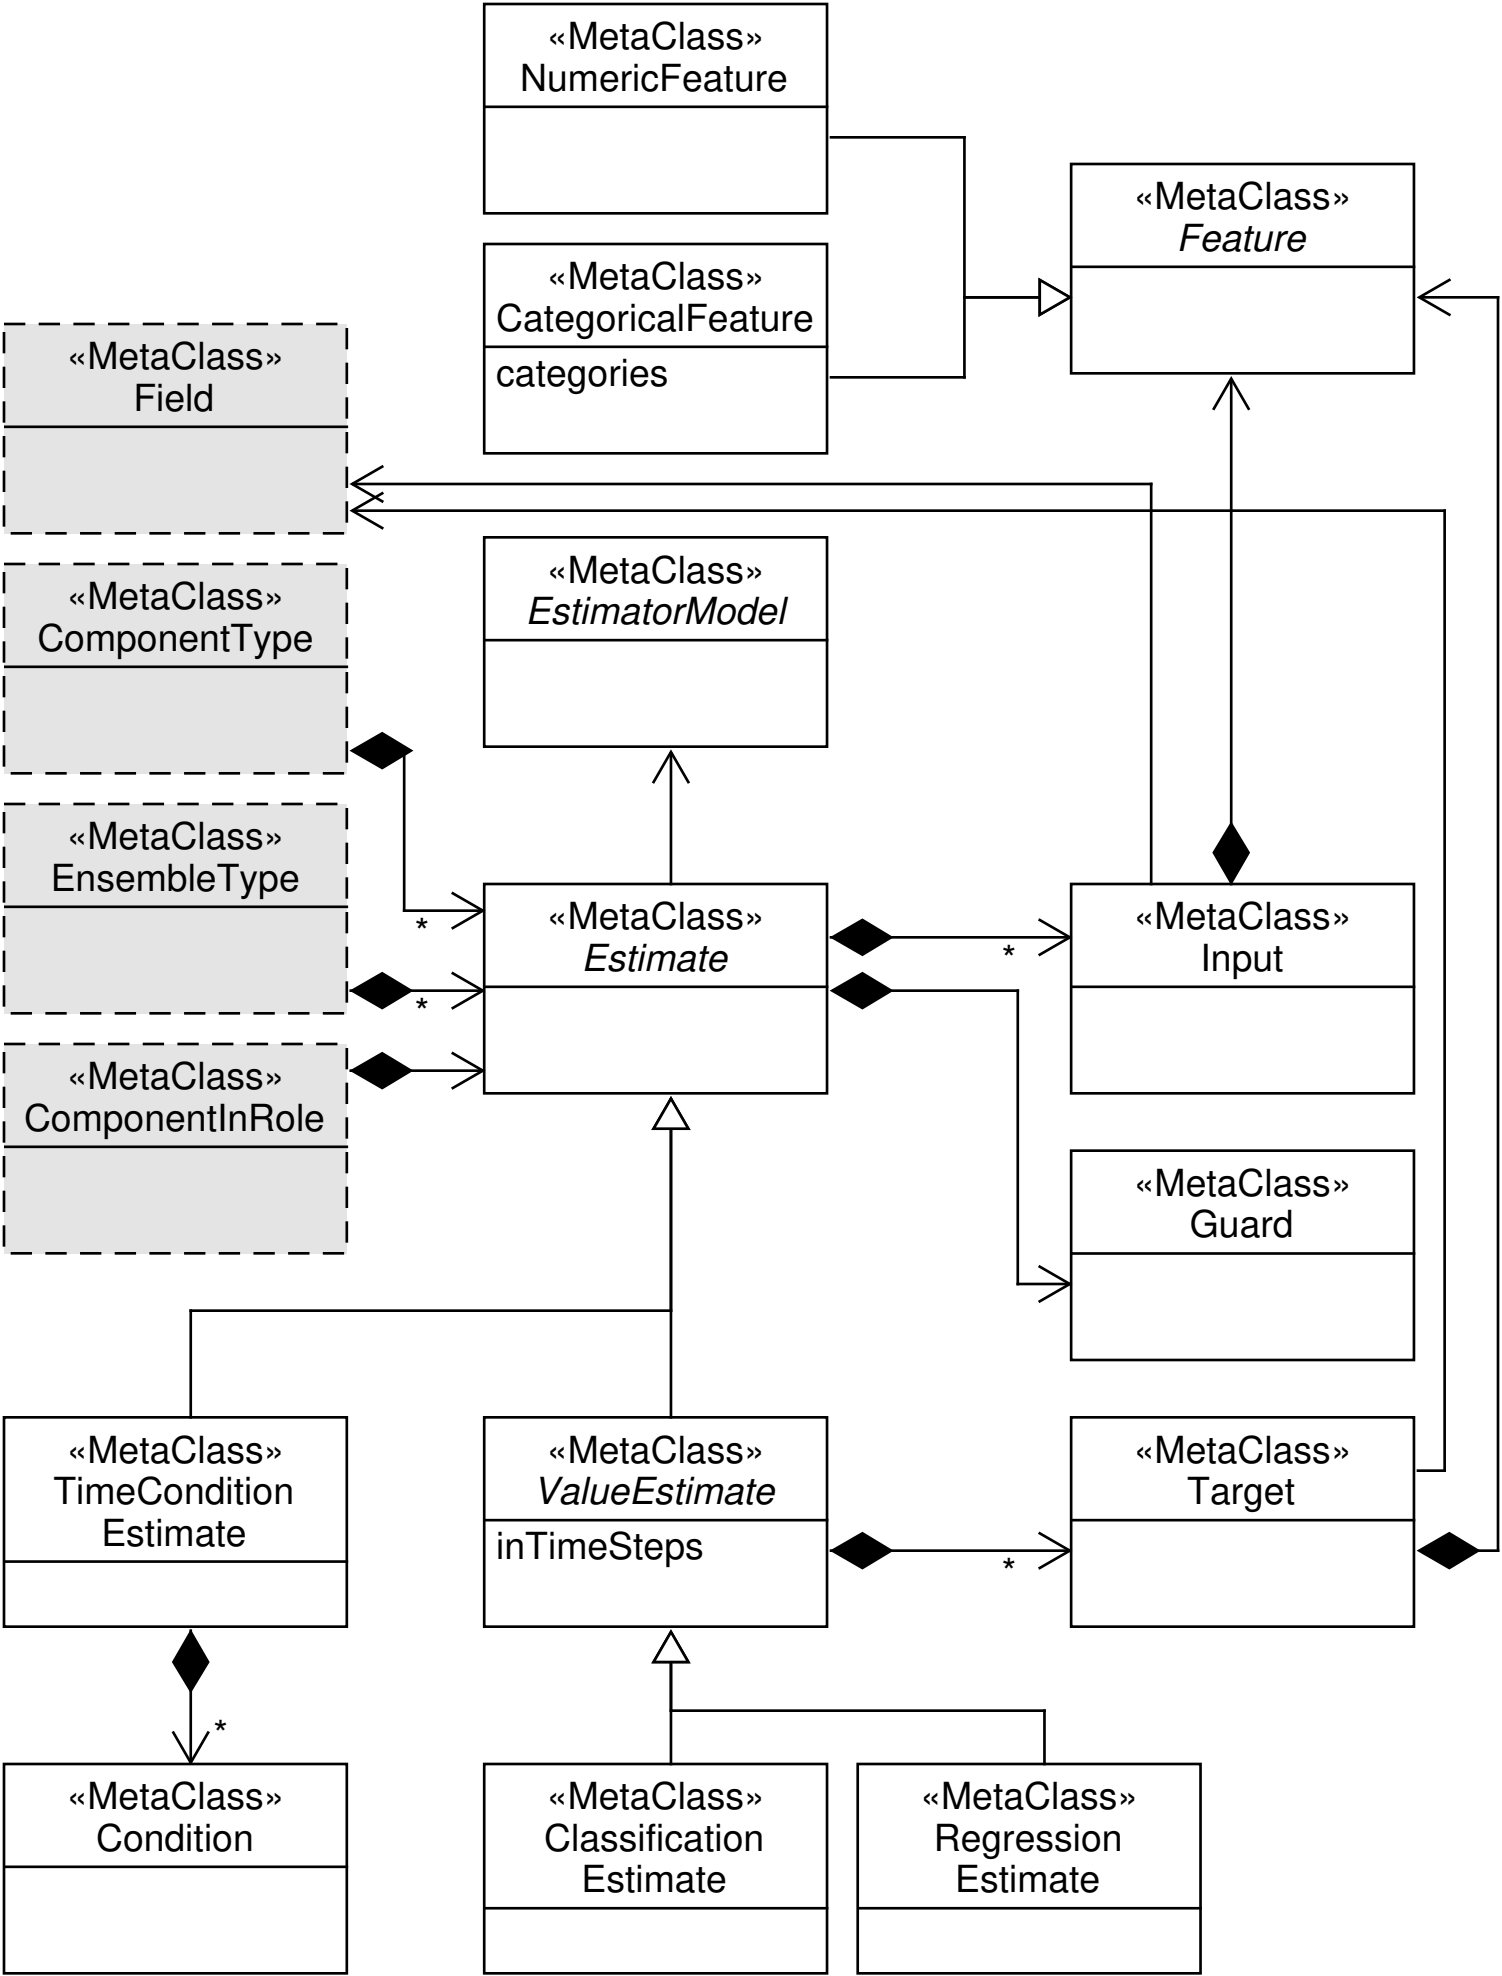 «MetaClass»
NumericFeature
«MetaClass»
Feature
«MetaClass»
CategoricalFeature
categories
«MetaClass»
Field
«MetaClass»
EstimatorModel
«MetaClass»
ComponentType
«MetaClass»
EnsembleType
*
«MetaClass»
Estimate
*
«MetaClass»
Input
*
«MetaClass»
ComponentInRole
«MetaClass»
Guard
«MetaClass»
TimeCondition
Estimate
«MetaClass»
ValueEstimate
inTimeSteps
*
«MetaClass»
Target
*
«MetaClass»
Condition
«MetaClass»
Classification
Estimate
«MetaClass»
Regression
Estimate